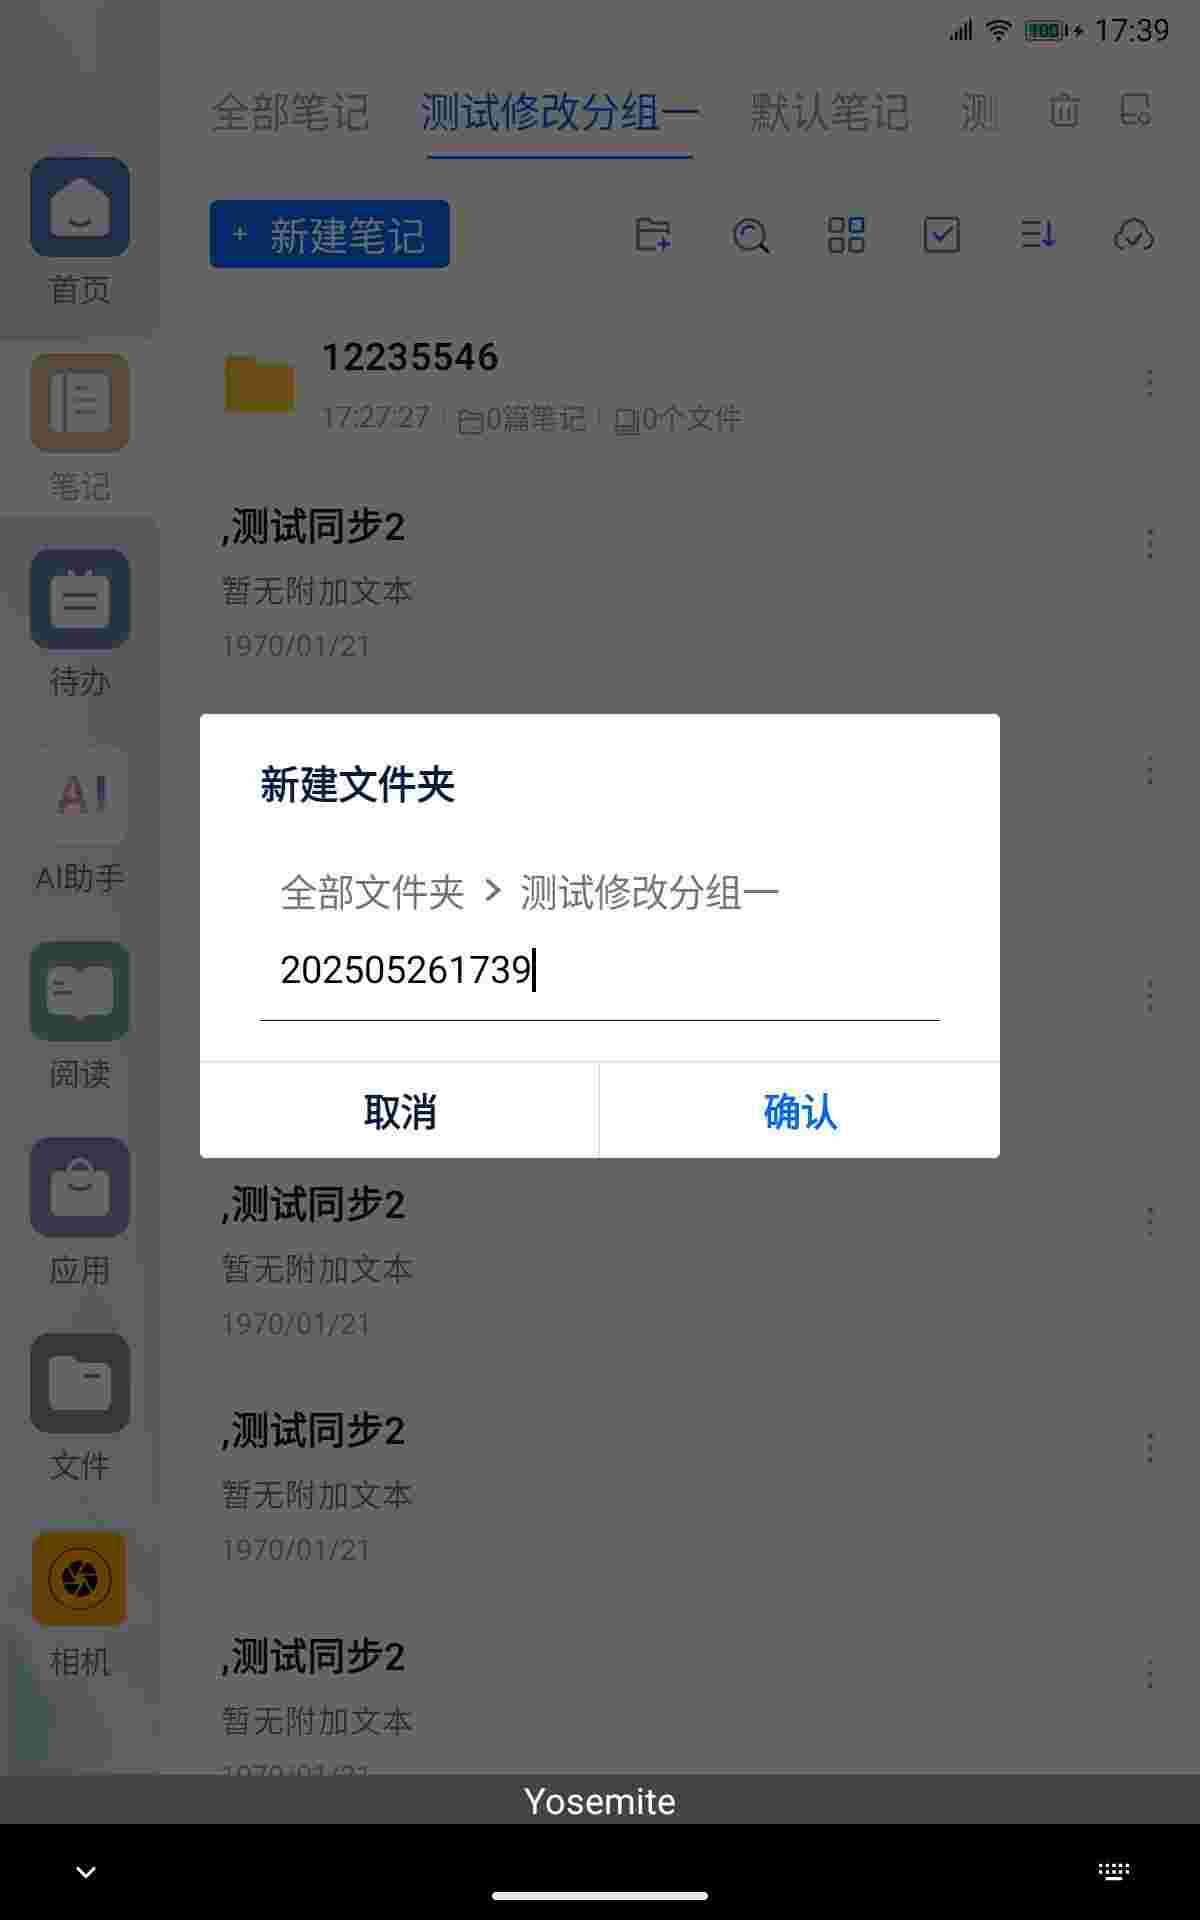 100 17:39
全部笔记 测试修改分组一 默认笔记 测
+ 新建笔记
首页
12235546
17:27:27 0篇笔记 0个文件
笔记
,测试同步2
暂无附加文本
1970/01/21
待办
新建文件夹
AI
AI助手
全部文件夹 > 测试修改分组一
202505261739
阅读
取消 确认
,测试同步2
暂无附加文本
1970/01/21
应用
,测试同步2
暂无附加文本
1970/01/21
文件
,测试同步2
暂无附加文本
1970/01/21
相机
Yosemite